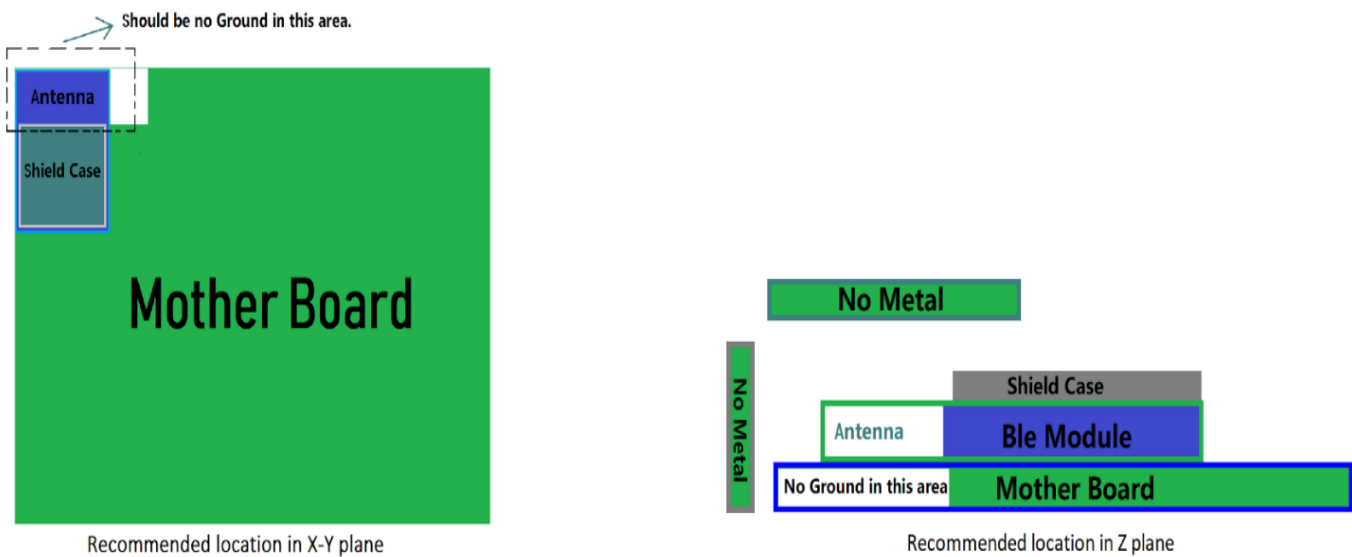 Should be no Ground in this area.
Antenna
Shield Case
Mother Board
Recommended location in X-Y plane
No Metal
No Metal
Shield Case
Antenna
Ble Module
No Ground in this area
Mother Board
Recommended location in Z plane